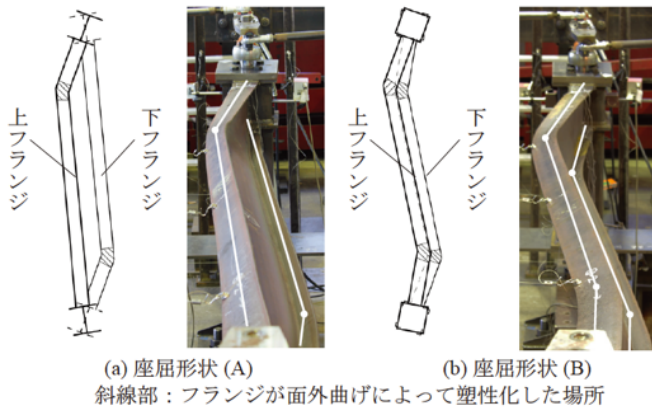 上フランジ
下フランジ
上フランジ
下フランジ
(a) 座屈形状 (A)
(b) 座屈形状 (B)
斜線部：フランジが面外曲げによって塑性化した場所